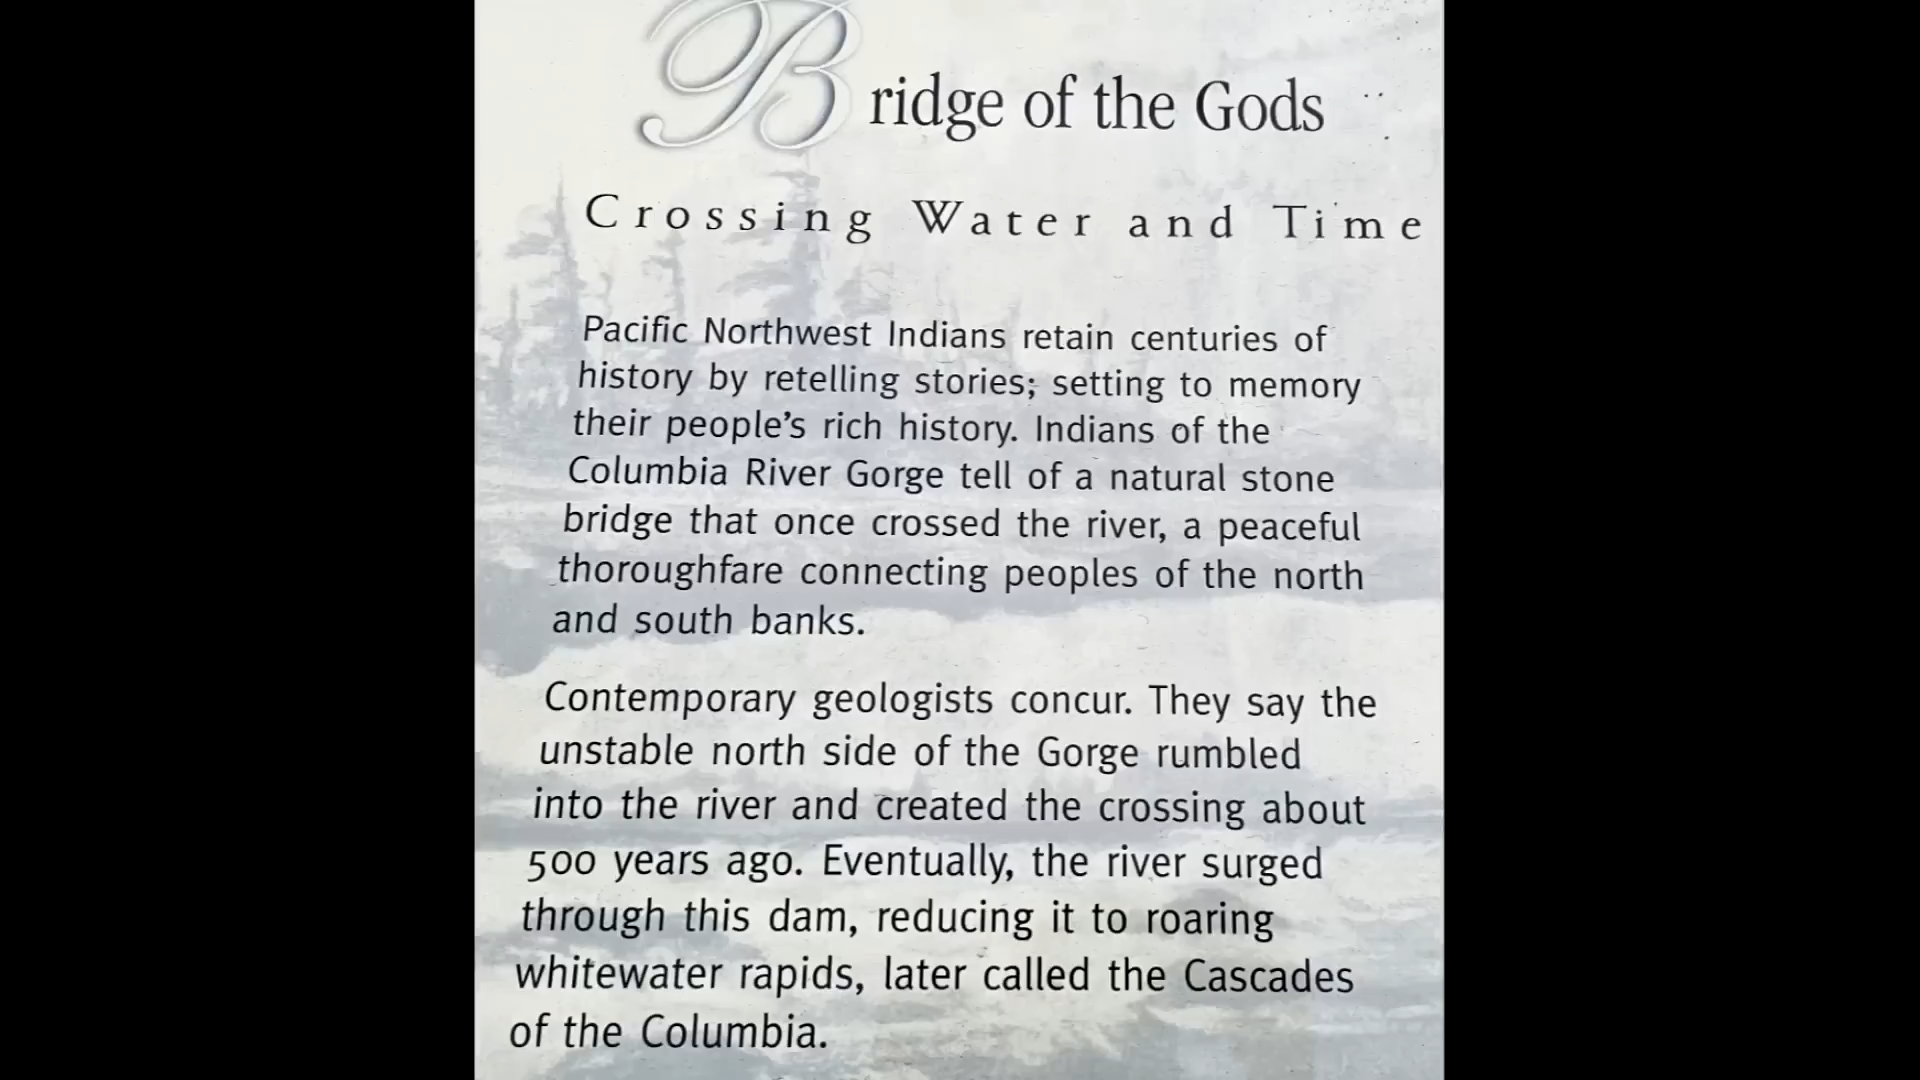 Bridge of the Gods
Crossing Water and Time
Pacific Northwest Indians retain centuries of
history by retelling stories; setting to memory
their people's rich history. Indians of the
Columbia River Gorge tell of a natural stone
bridge that once crossed the river, a peaceful
thoroughfare connecting peoples of the north
and south banks.
Contemporary geologists concur. They say the
unstable north side of the Gorge rumbled
into the river and created the crossing about
500 years ago. Eventually, the river surged
through this dam, reducing it to roaring
whitewater rapids, later called the Cascades
of the Columbia.